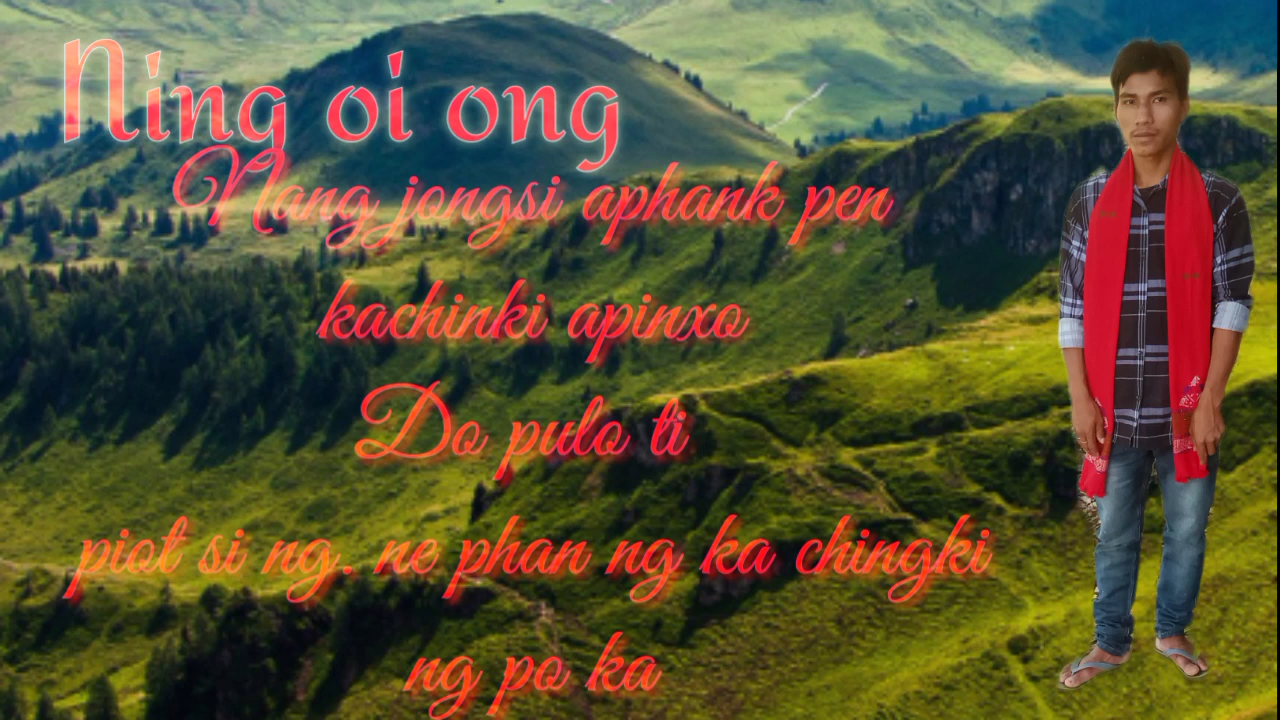 Ning oi ong
Nang jongsi aphank pen
kachinki apinxo
Do pulo ti
piot si ng. ne phan ng ka chingki
ng po ka